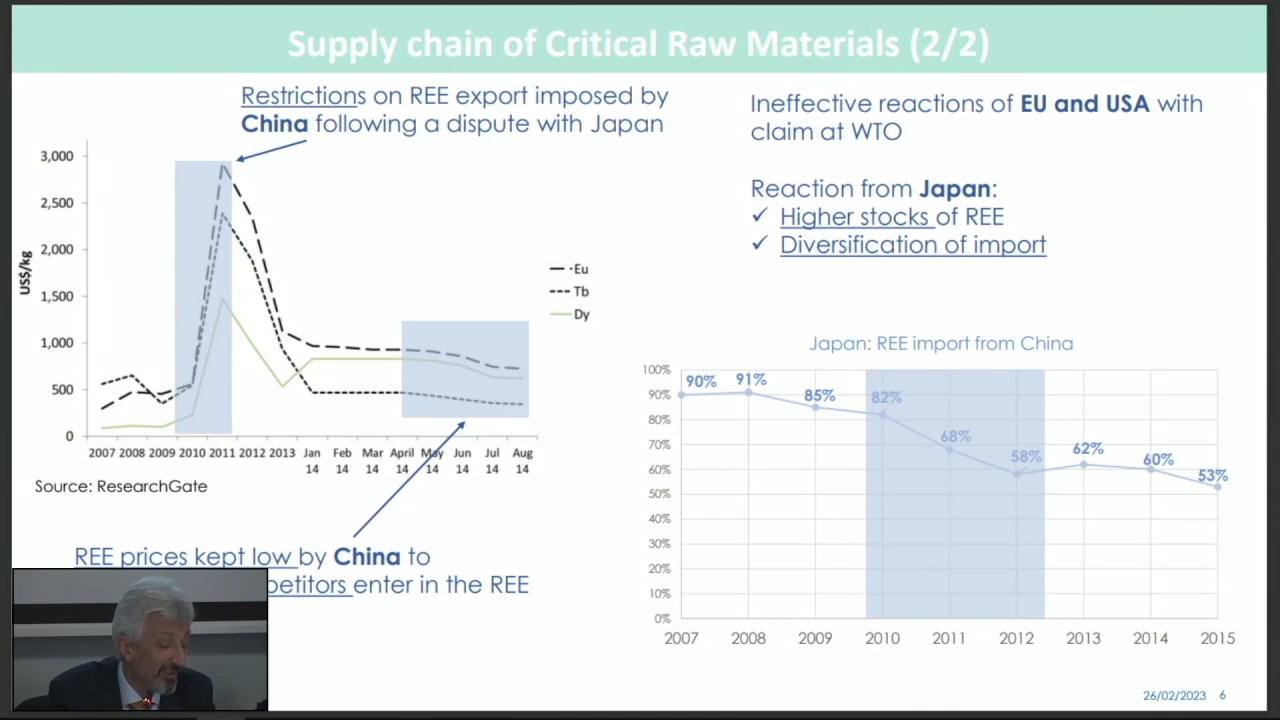 Supply chain of Critical Raw Materials (2/2)
Restrictions on REE export imposed by
China following a dispute with Japan
US$/kg
3,000
2,500
2,000
1,500
1,000
500
0
2007 2008 2009 2010 2011 2012 2013 Jan Feb Mar April May Jun Jul Aug
14 14 14 14 14 14 14 14
Eu
Tb
Dy
Source: ResearchGate
REE prices kept low by China to
petitors enter in the REE
Ineffective reactions of EU and USA with
claim at WTO
Reaction from Japan:
✓ Higher stocks of REE
✓ Diversification of import
Japan: REE import from China
100%
90%
80%
70%
60%
50%
40%
30%
20%
10%
0%
90% 91% 85% 82% 68% 58% 62% 60% 53%
2007 2008 2009 2010 2011 2012 2013 2014 2015
26/02/2023 6